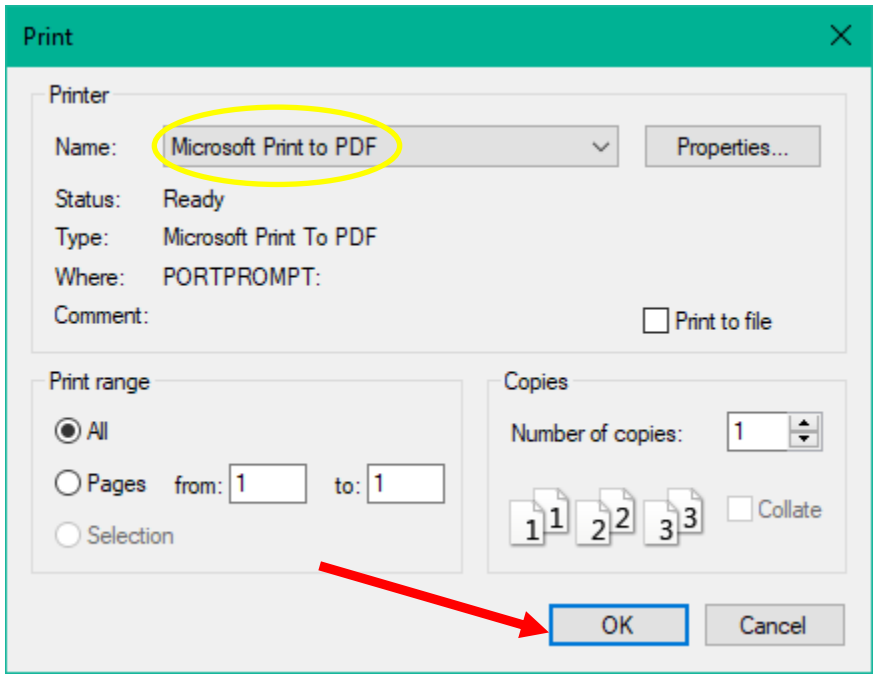 Print
Printer
Name: Microsoft Print to PDF Properties...
Status: Ready
Type: Microsoft Print To PDF
Where: PORTPROMPT:
Comment:
Print to file
Print range
All
Pages from: 1 to: 1
Selection
Copies
Number of copies: 1
1 1 2 2 3 3 Collate
OK Cancel